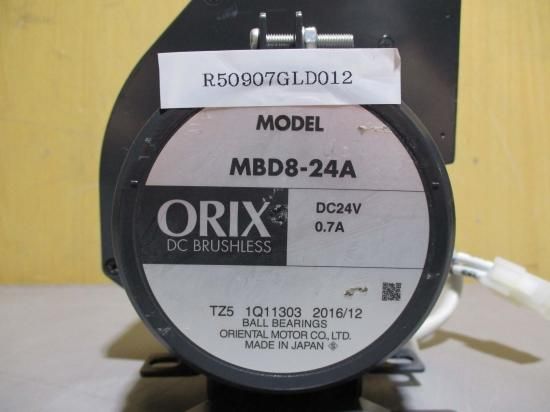 R50907GLD012
MODEL
MBD8-24A
ORIX
DC BRUSHLESS
DC24V
0.7A
TZ5 1Q11303 2016/12
BALL BEARINGS
ORIENTAL MOTOR CO., LTD.
MADE IN JAPAN Ⓢ